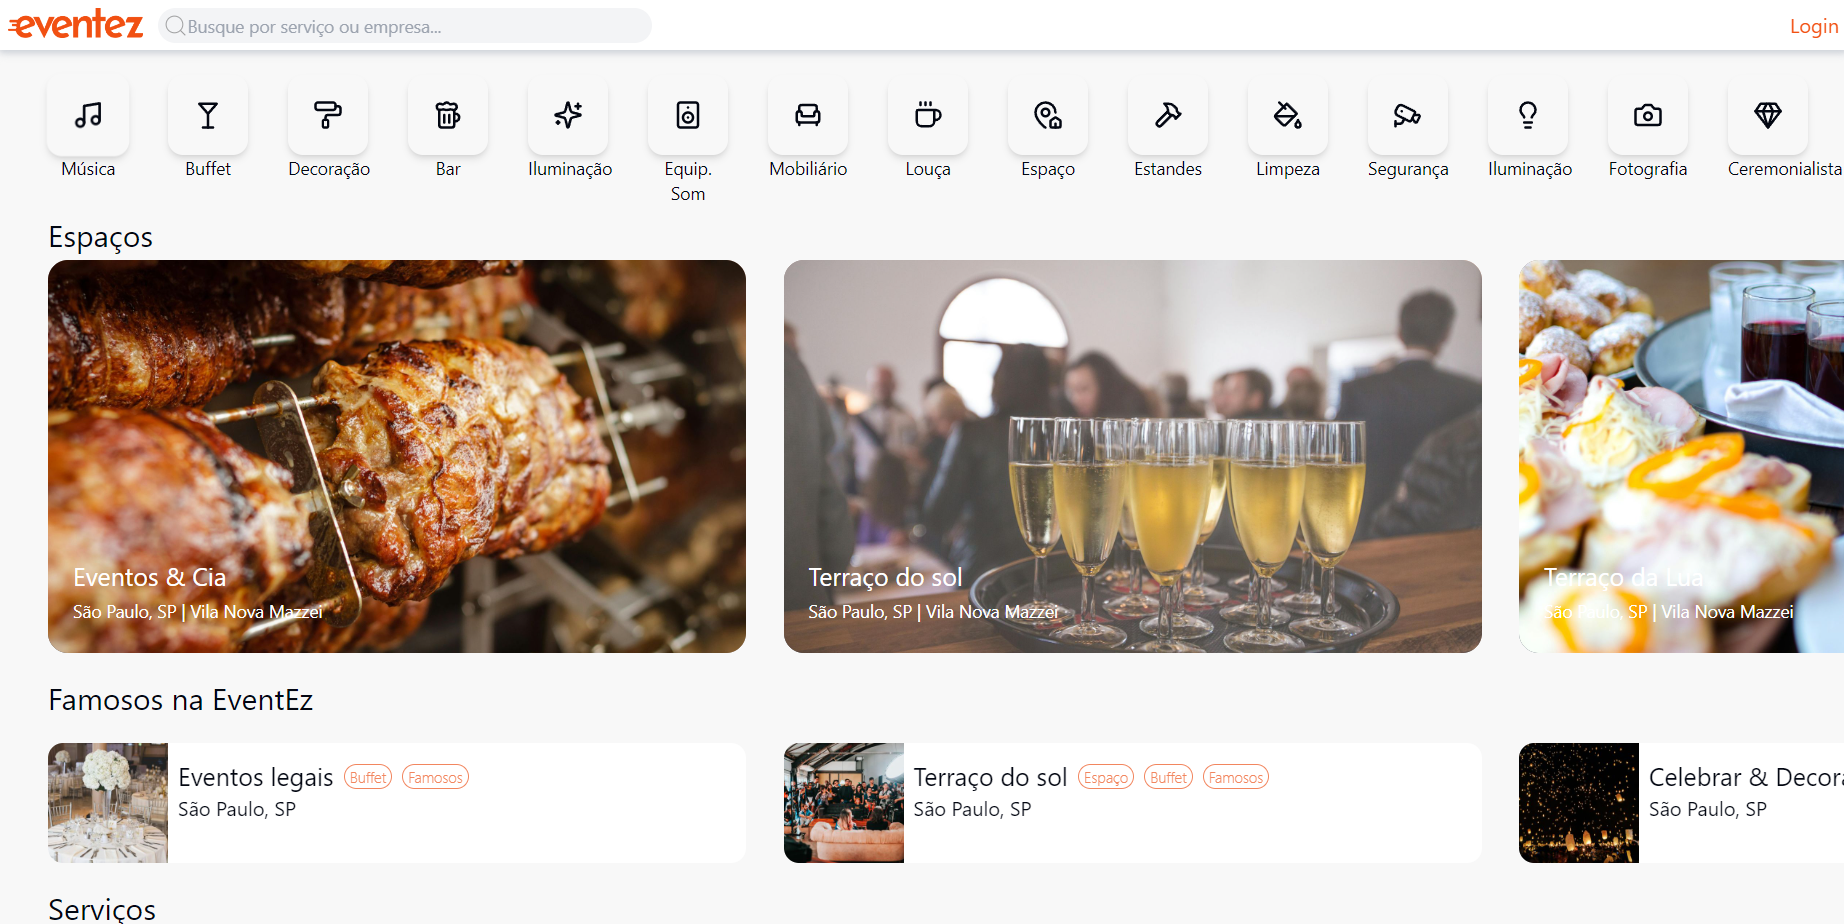 eventez
Busque por serviço ou empresa...
Login
Música
Buffet
Decoração
Bar
Iluminação
Equip.
Som
Mobiliário
Louça
Espaço
Estandes
Limpeza
Segurança
Iluminação
Fotografia
Ceremonialista
Espaços
Eventos & Cia
São Paulo, SP | Vila Nova Mazzei
Terraço do sol
São Paulo, SP | Vila Nova Mazzei
Terraço da Lua
São Paulo, SP | Vila Nova Mazzei
Famosos na EventEz
Eventos legais Buffet Famosos
São Paulo, SP
Terraço do sol Espaço Buffet Famosos
São Paulo, SP
Celebrar & Decora
São Paulo, SP
Serviços